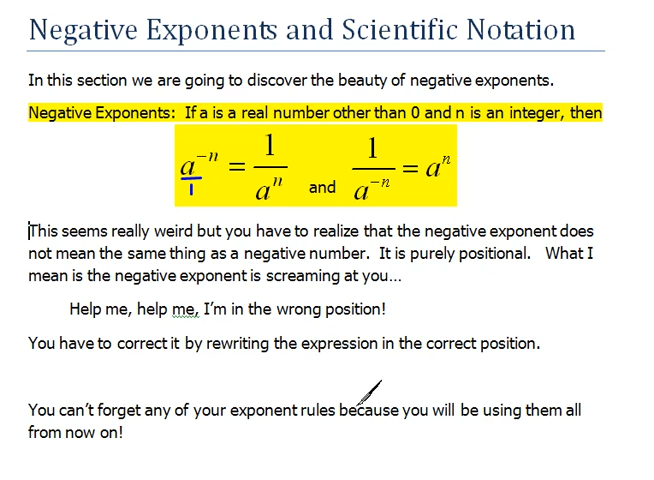 Negative Exponents and Scientific Notation
In this section we are going to discover the beauty of negative exponents.
Negative Exponents: If a is a real number other than 0 and n is an integer, then
a⁻ⁿ/1 = 1/aⁿ and 1/a⁻ⁿ = aⁿ
This seems really weird but you have to realize that the negative exponent does
not mean the same thing as a negative number. It is purely positional. What I
mean is the negative exponent is screaming at you...
Help me, help me, I'm in the wrong position!
You have to correct it by rewriting the expression in the correct position.
You can't forget any of your exponent rules because you will be using them all
from now on!